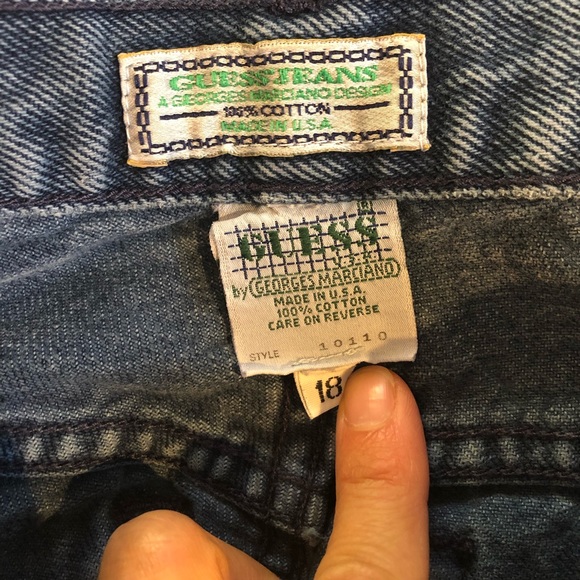 GUESS JEANS
A GEORGES MARCIANO DESIGN
100% COTTON
MADE IN U.S.A.
GUESS
U.S.A.
by GEORGES MARCIANO
MADE IN U.S.A.
100% COTTON
CARE ON REVERSE
STYLE 10110
18